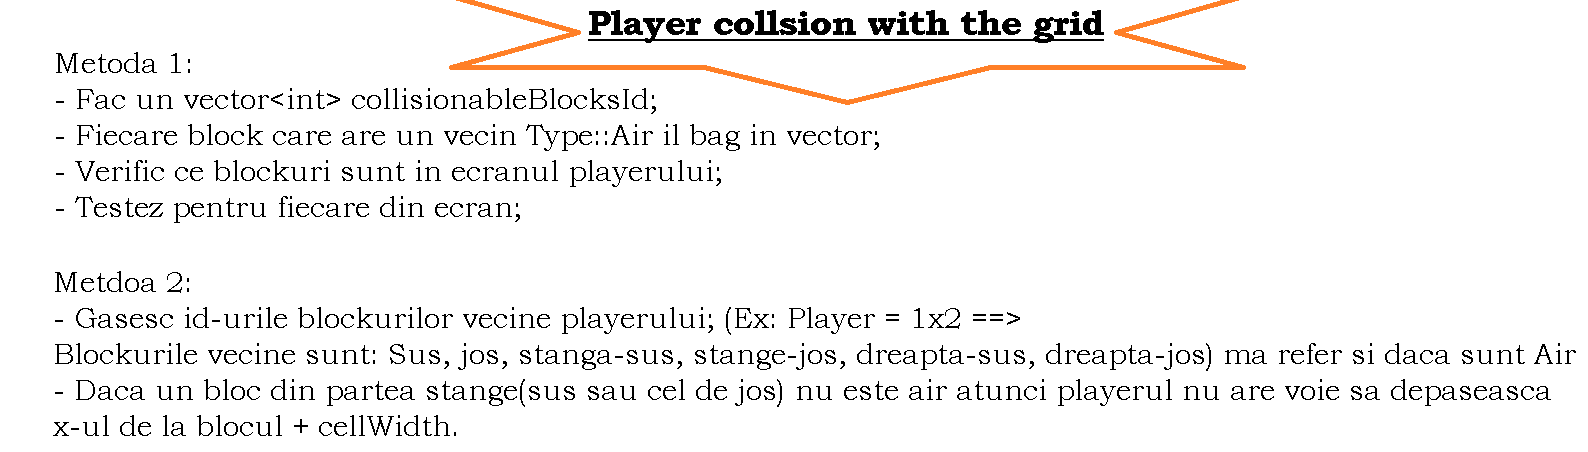 Player collsion with the grid
Metoda 1:
- Fac un vector<int> collisionableBlocksId;
- Fiecare block care are un vecin Type::Air il bag in vector;
- Verific ce blockuri sunt in ecranul playerului;
- Testez pentru fiecare din ecran;
Metdoa 2:
- Gasesc id-urile blockurilor vecine playerului; (Ex: Player = 1x2 ==>
Blockurile vecine sunt: Sus, jos, stanga-sus, stange-jos, dreapta-sus, dreapta-jos) ma refer si daca sunt Air
- Daca un bloc din partea stange(sus sau cel de jos) nu este air atunci playerul nu are voie sa depaseasca
x-ul de la blocul + cellWidth.